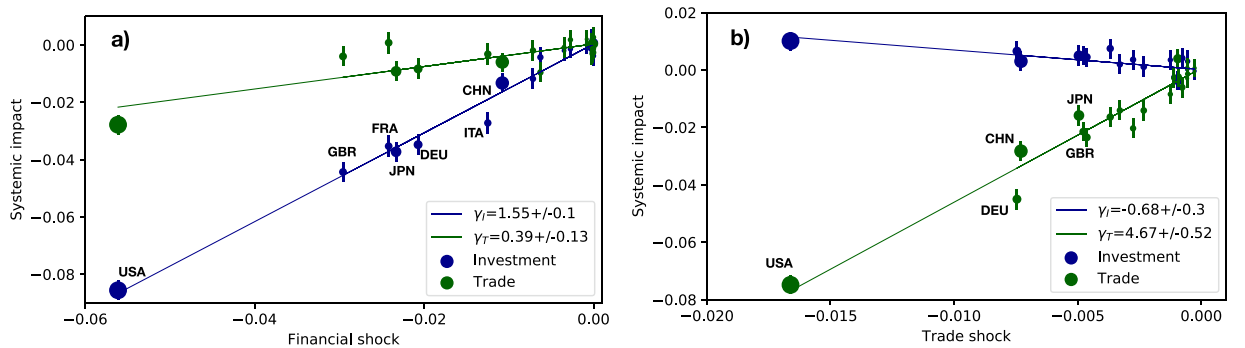 a)
0.00
−0.02
−0.04
−0.06
−0.08
Systemic impact
CHN
FRA
ITA
GBR
DEU
JPN
USA
γI=1.55+/-0.1
γT=0.39+/-0.13
Investment
Trade
−0.06
−0.04
−0.02
0.00
Financial shock
b)
0.02
0.00
−0.02
−0.04
−0.06
−0.08
Systemic impact
JPN
CHN
GBR
DEU
USA
γI=-0.68+/-0.3
γT=4.67+/-0.52
Investment
Trade
−0.020
−0.015
−0.010
−0.005
0.000
Trade shock